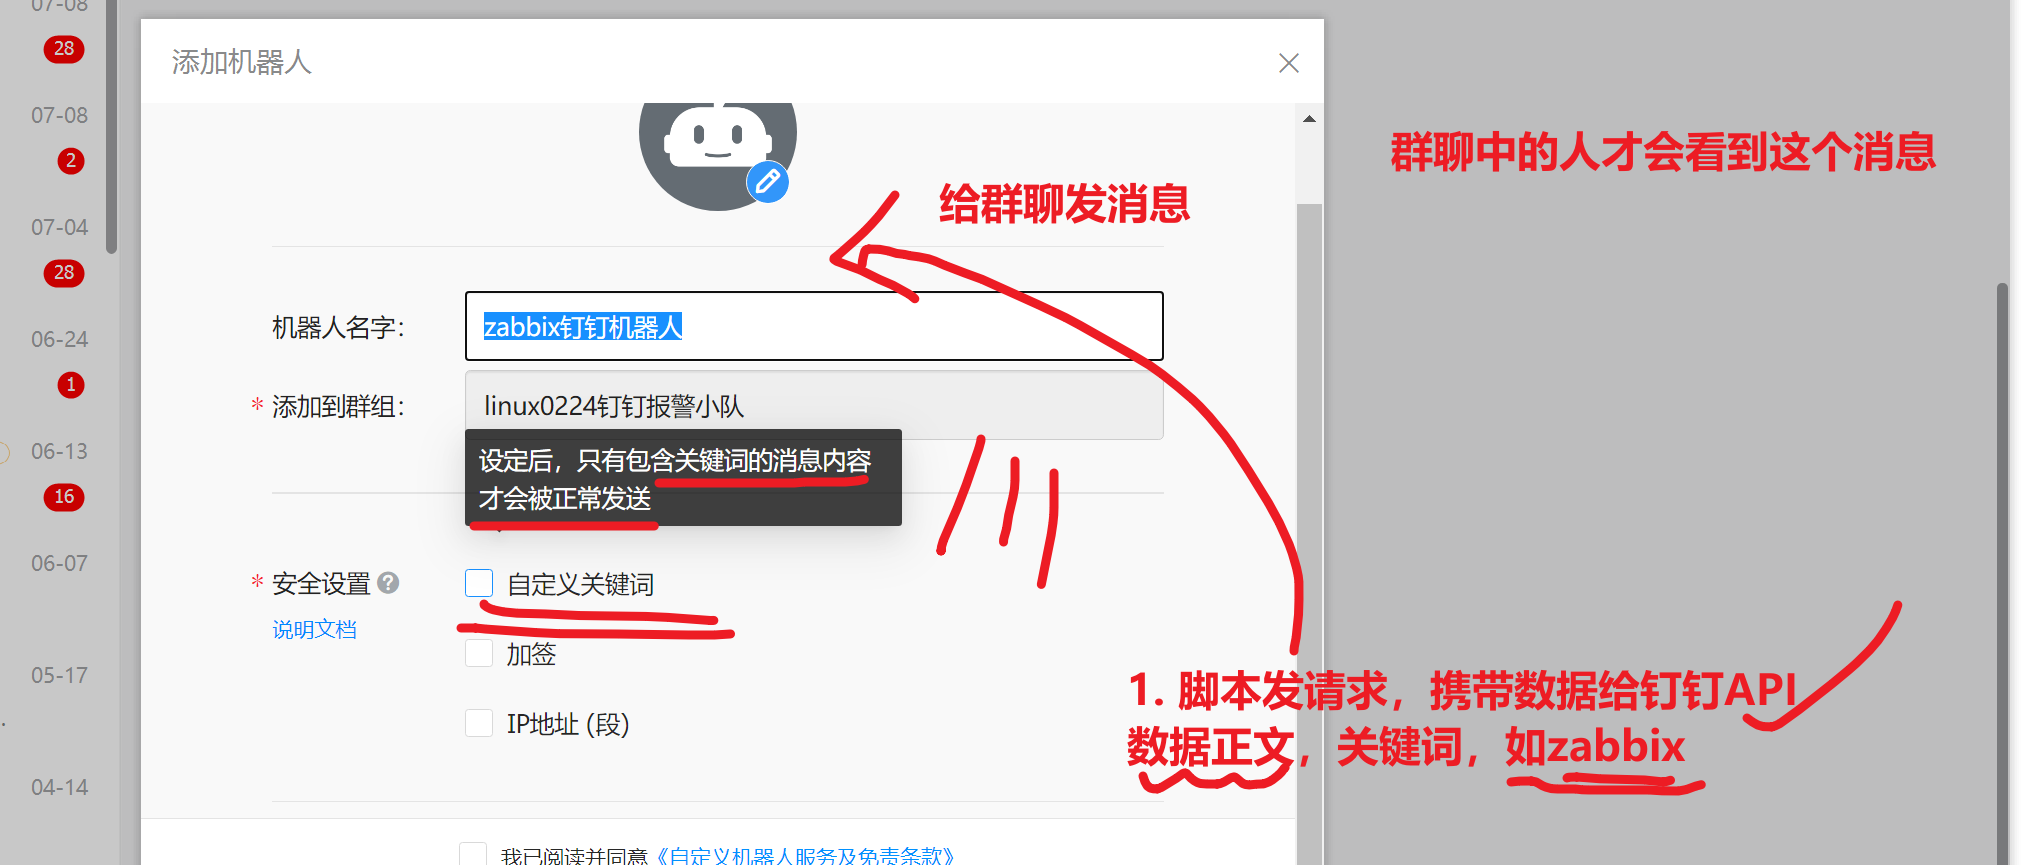 07-08
28
07-08
2
07-04
28
06-24
1
06-13
16
06-07
05-17
04-14
添加机器人
群聊中的人才会看到这个消息
给群聊发消息
机器人名字：
zabbix钉钉机器人
* 添加到群组：
linux0224钉钉报警小队
设定后，只有包含关键词的消息内容
才会被正常发送
* 安全设置 ?
自定义关键词
说明文档
加签
IP地址 (段)
1. 脚本发请求，携带数据给钉钉API
数据正文，关键词，如zabbix
我已阅读并同意《自定义机器人服务及免责条款》